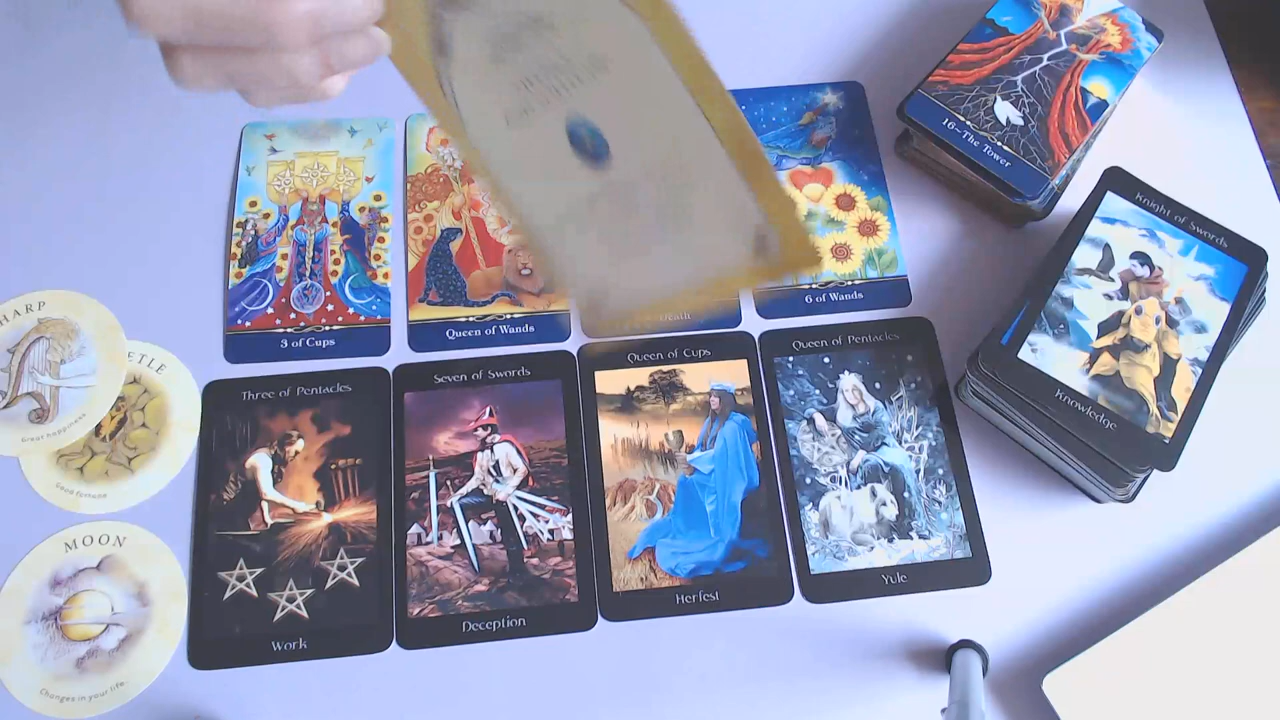 16~The Tower
Knight of Swords
Knowledge
3 of Cups
Queen of Wands
Death
6 of Wands
HARP
Great happiness
Good fortune
MOON
Changes in your life.
Three of Pentacles
Work
Seven of Swords
Deception
Queen of Cups
Herfest
Queen of Pentacles
Yule